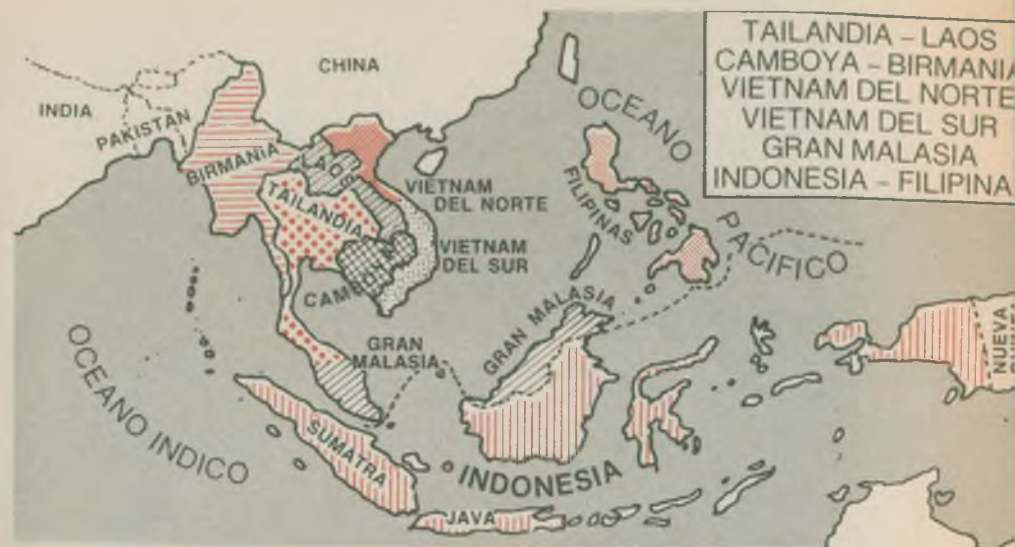 TAILANDIA – LAOS
CAMBOYA – BIRMANIA
VIETNAM DEL NORTE
VIETNAM DEL SUR
GRAN MALASIA
INDONESIA – FILIPINA
CHINA
INDIA
PAKISTÁN
BIRMANIA
LAOS
TAILANDIA
VIETNAM
DEL NORTE
VIETNAM
DEL SUR
CAMBOYA
OCEANO
PACIFICO
FILIPINAS
GRAN
MALASIA
GRAN MALASIA
OCEANO INDICO
SUMATRA
INDONESIA
JAVA
NUEVA